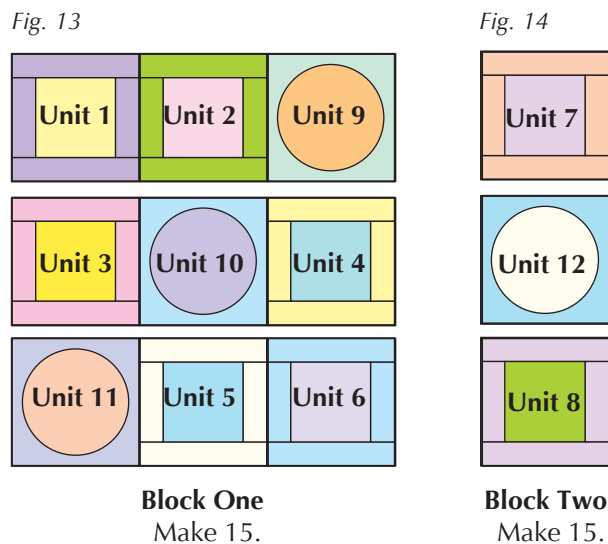 Fig. 13
Unit 1 Unit 2 Unit 9
Unit 3 Unit 10 Unit 4
Unit 11 Unit 5 Unit 6
Block One
Make 15.
Fig. 14
Unit 7
Unit 12
Unit 8
Block Two
Make 15.